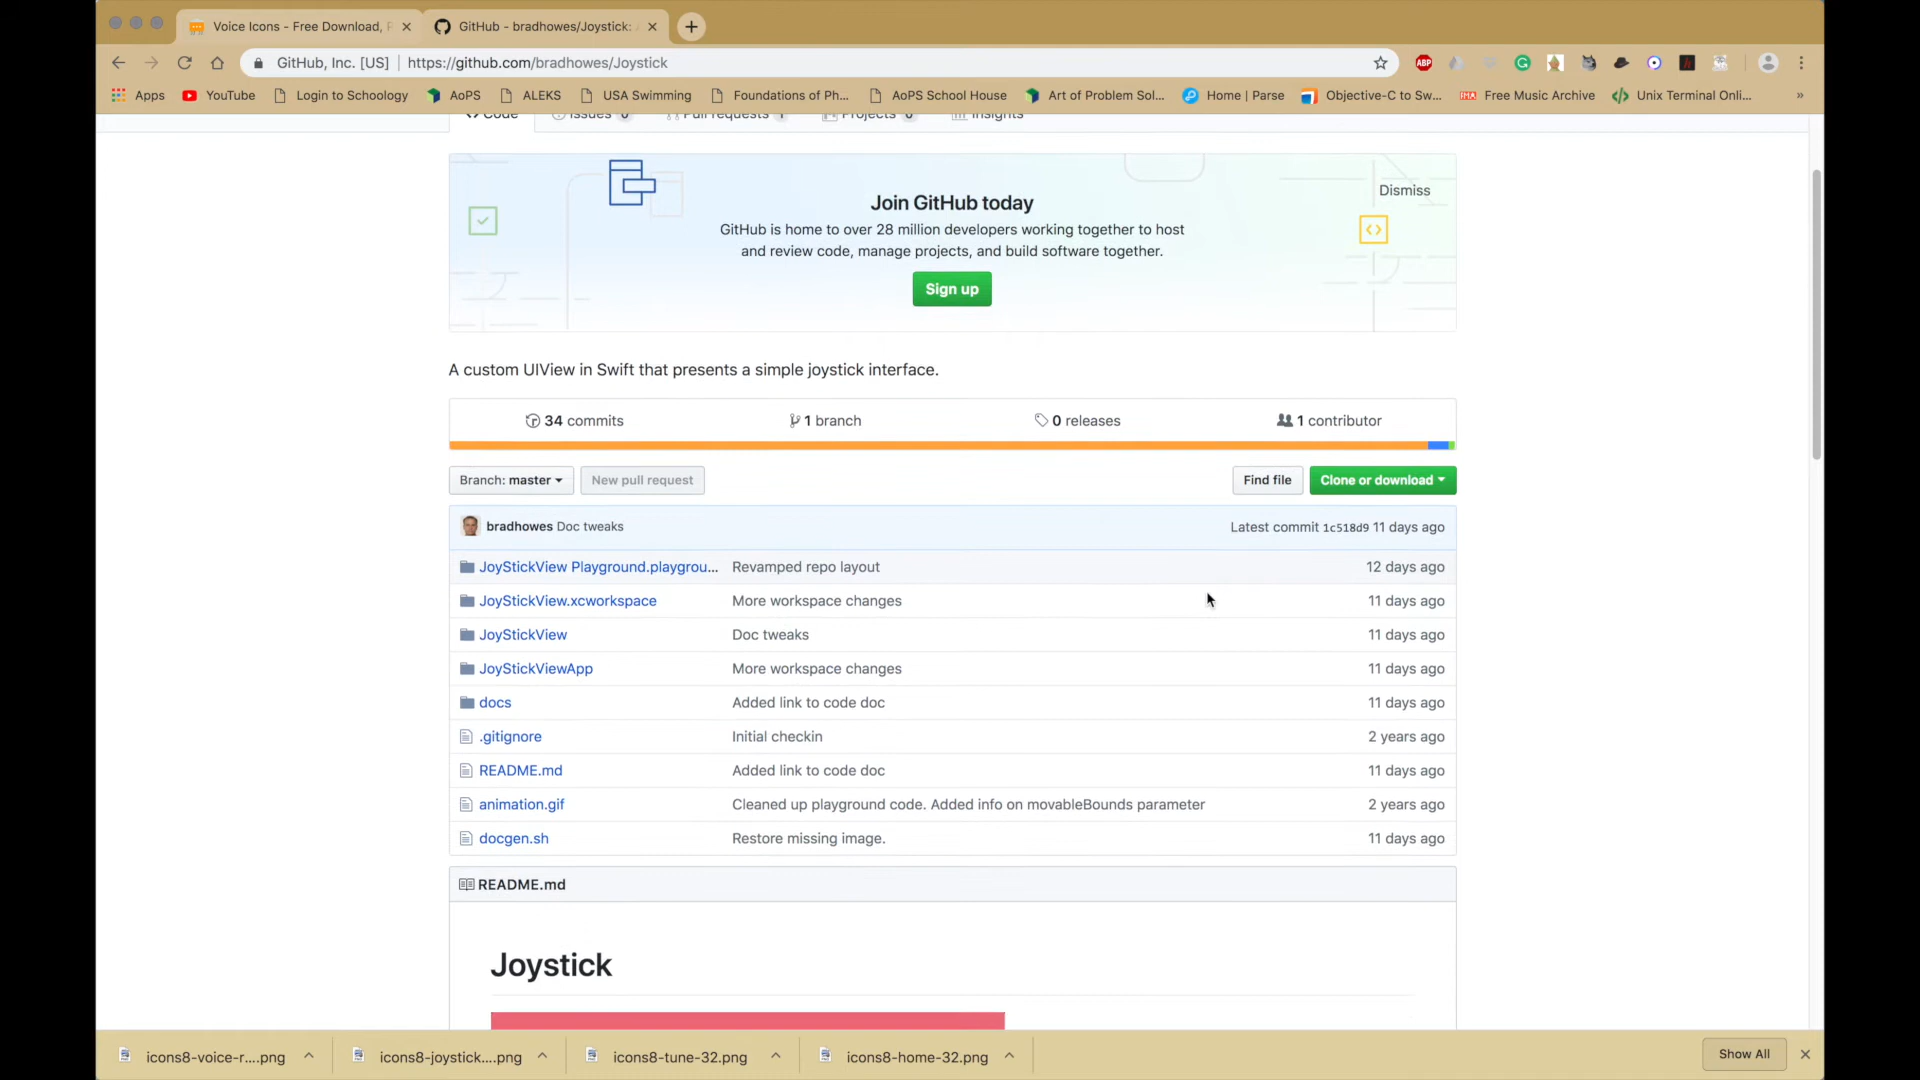 Voice Icons - Free Download, P
GitHub - bradhowes/Joystick:
GitHub, Inc. [US] | https://github.com/bradhowes/Joystick
ABP
Apps YouTube Login to Schoology AoPS ALEKS USA Swimming Foundations of Ph... AoPS School House Art of Problem Sol... Home | Parse Objective-C to Sw... Free Music Archive Unix Terminal Onli... »
Code Issues 0 Pull requests 1 Projects 0 Insights
Join GitHub today
Dismiss
GitHub is home to over 28 million developers working together to host
and review code, manage projects, and build software together.
Sign up
A custom UIView in Swift that presents a simple joystick interface.
34 commits 1 branch 0 releases 1 contributor
Branch: master New pull request Find file Clone or download
bradhowes Doc tweaks Latest commit 1c518d9 11 days ago
JoyStickView Playground.playgrou... Revamped repo layout 12 days ago
JoyStickView.xcworkspace More workspace changes 11 days ago
JoyStickView Doc tweaks 11 days ago
JoyStickViewApp More workspace changes 11 days ago
docs Added link to code doc 11 days ago
.gitignore Initial checkin 2 years ago
README.md Added link to code doc 11 days ago
animation.gif Cleaned up playground code. Added info on movableBounds parameter 2 years ago
docgen.sh Restore missing image. 11 days ago
README.md
Joystick
icons8-voice-r....png icons8-joystick....png icons8-tune-32.png icons8-home-32.png Show All